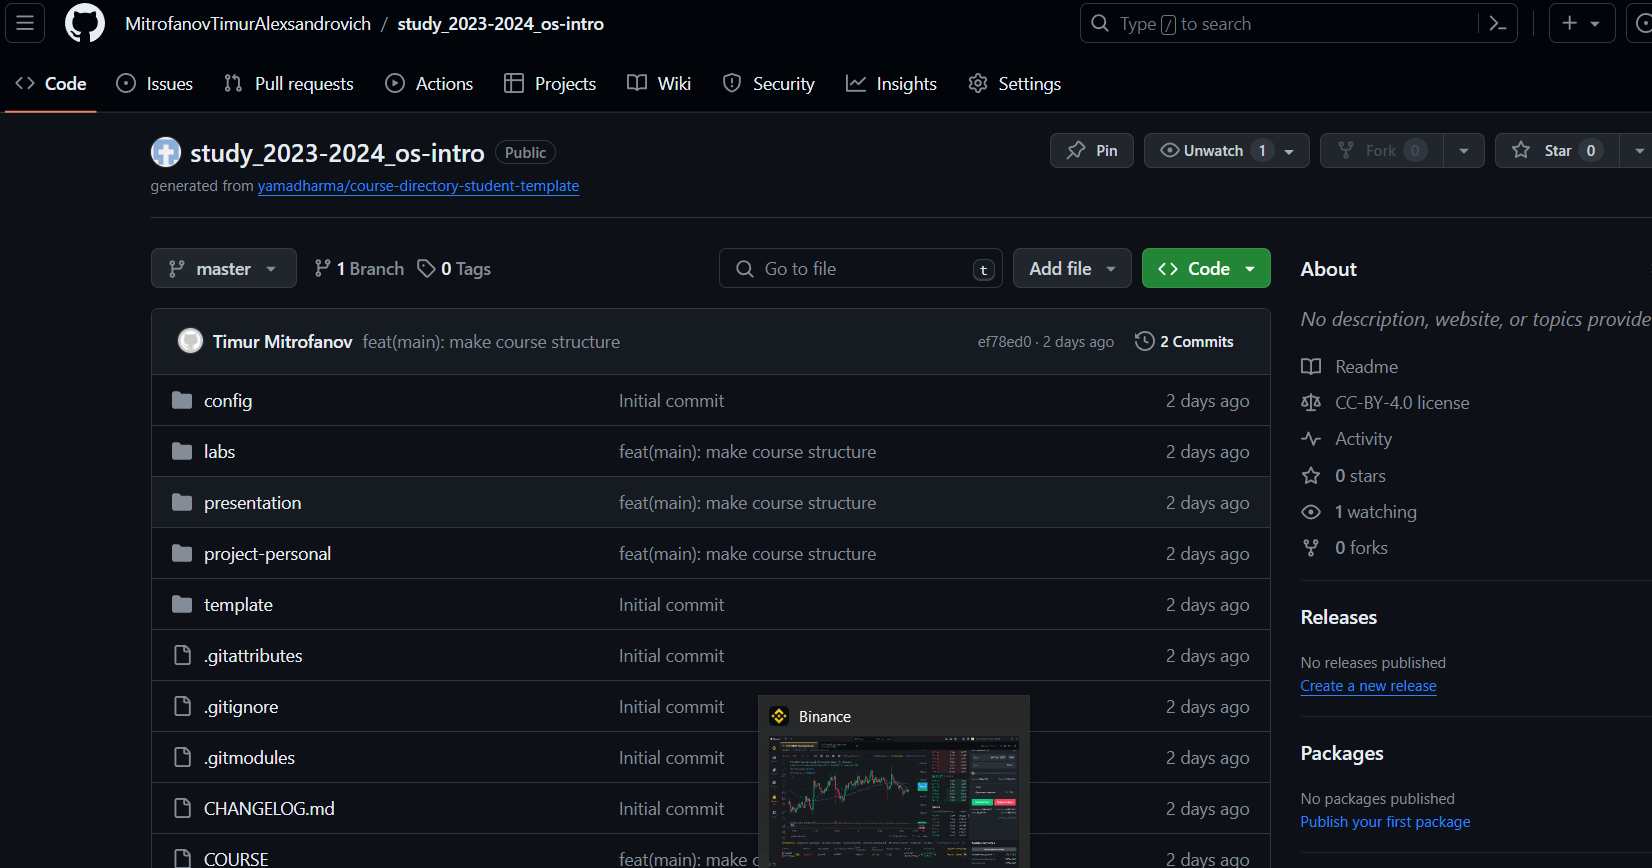 MitrofanovTimurAlexsandrovich / study_2023-2024_os-intro
Type / to search
Code Issues Pull requests Actions Projects Wiki Security Insights Settings
study_2023-2024_os-intro Public
Pin Unwatch 1 Fork 0 Star 0
generated from yamadharma/course-directory-student-template
master 1 Branch 0 Tags Go to file t Add file Code
Timur Mitrofanov feat(main): make course structure ef78ed0 · 2 days ago 2 Commits
config Initial commit 2 days ago
labs feat(main): make course structure 2 days ago
presentation feat(main): make course structure 2 days ago
project-personal feat(main): make course structure 2 days ago
template Initial commit 2 days ago
.gitattributes Initial commit 2 days ago
.gitignore Initial commit 2 days ago
.gitmodules Initial commit 2 days ago
CHANGELOG.md Initial commit 2 days ago
COURSE feat(main): make c 2 days ago
Binance
About
No description, website, or topics provide
Readme
CC-BY-4.0 license
Activity
0 stars
1 watching
0 forks
Releases
No releases published
Create a new release
Packages
No packages published
Publish your first package